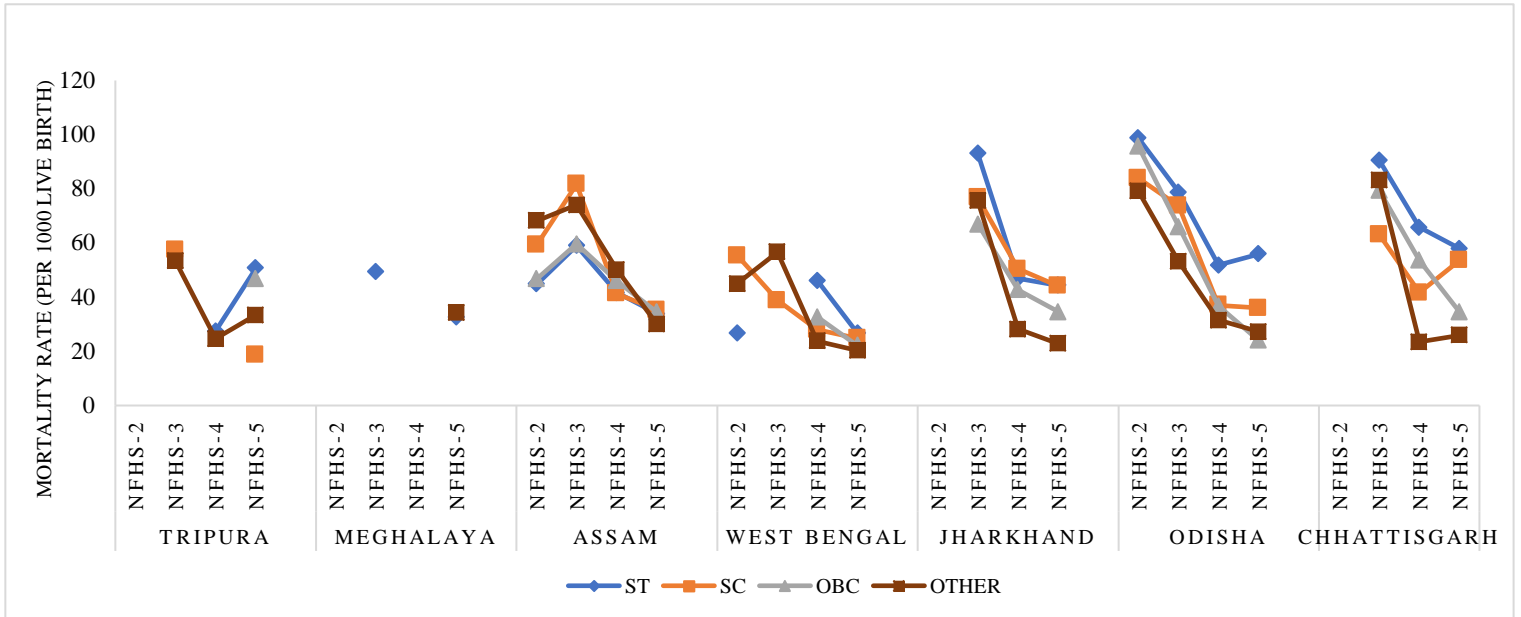 MORTALITY RATE (PER 1000 LIVE BIRTH)
120
100
80
60
40
20
0
NFHS-2
NFHS-3
NFHS-4
NFHS-5
NFHS-2
NFHS-3
NFHS-4
NFHS-5
NFHS-2
NFHS-3
NFHS-4
NFHS-5
NFHS-2
NFHS-3
NFHS-4
NFHS-5
NFHS-2
NFHS-3
NFHS-4
NFHS-5
NFHS-2
NFHS-3
NFHS-4
NFHS-5
NFHS-2
NFHS-3
NFHS-4
NFHS-5
TRIPURA MEGHALAYA ASSAM WEST BENGAL JHARKHAND ODISHA CHHATTISGARH
ST SC OBC OTHER